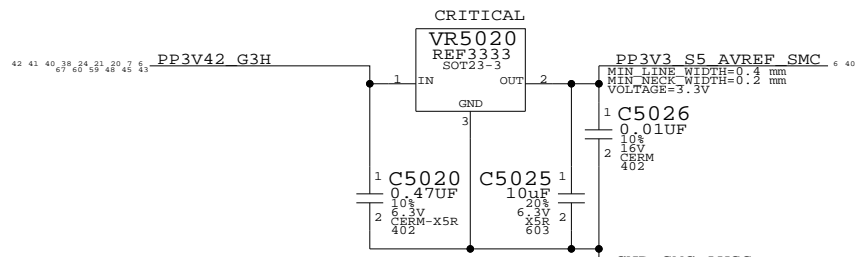 CRITICAL
VR5020
REF3333
SOT23-3
42 41 40 38 24 21 20 7 6
67 60 59 48 45 43
PP3V42_G3H
PP3V3_S5_AVREF_SMC
6 40
MIN_LINE_WIDTH=0.4 mm
MIN_NECK_WIDTH=0.2 mm
VOLTAGE=3.3V
1 IN
OUT 2
GND
3
1 C5026
0.01UF
10%
2 16V
CERM
402
1 C5020
0.47UF
10%
2 6.3V
CERM-X5R
402
C5025 1
10uF
20%
6.3V 2
X5R
603